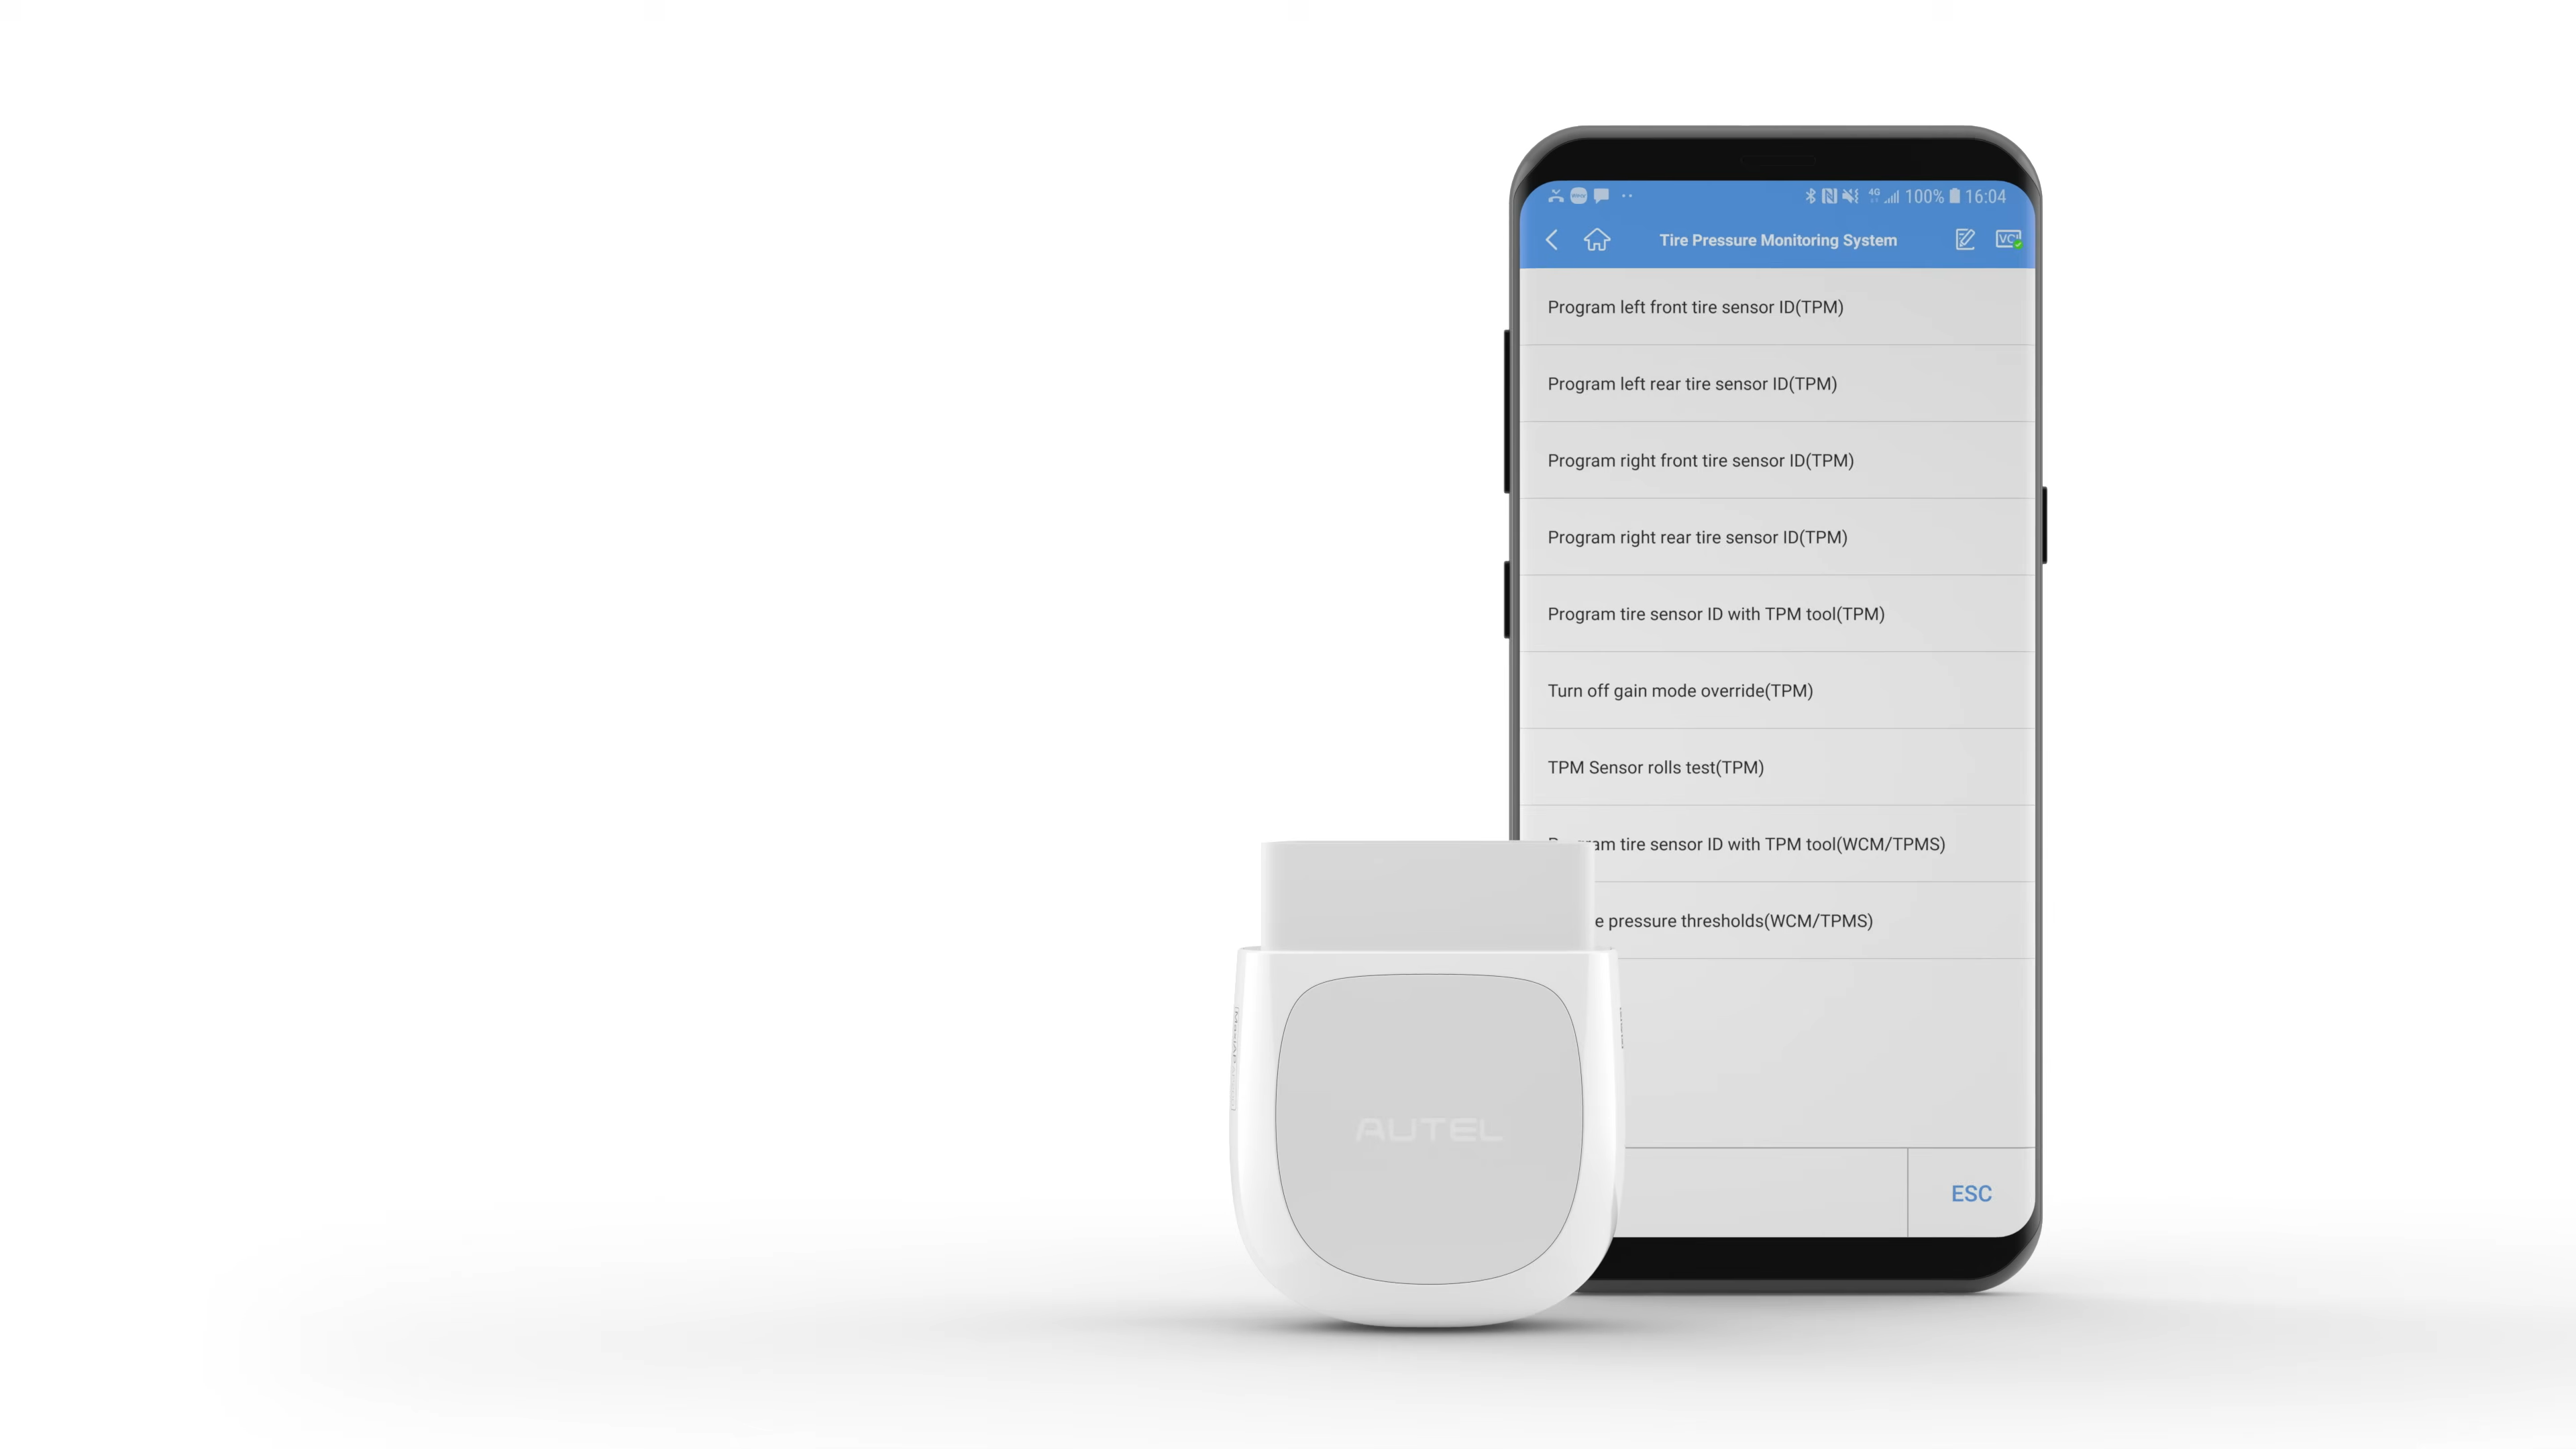 4G 100% 16:04
Tire Pressure Monitoring System
VCI
Program left front tire sensor ID(TPM)
Program left rear tire sensor ID(TPM)
Program right front tire sensor ID(TPM)
Program right rear tire sensor ID(TPM)
Program tire sensor ID with TPM tool(TPM)
Turn off gain mode override(TPM)
TPM Sensor rolls test(TPM)
tire sensor ID with TPM tool(WCM/TPMS)
pressure thresholds(WCM/TPMS)
AUTEL
ESC